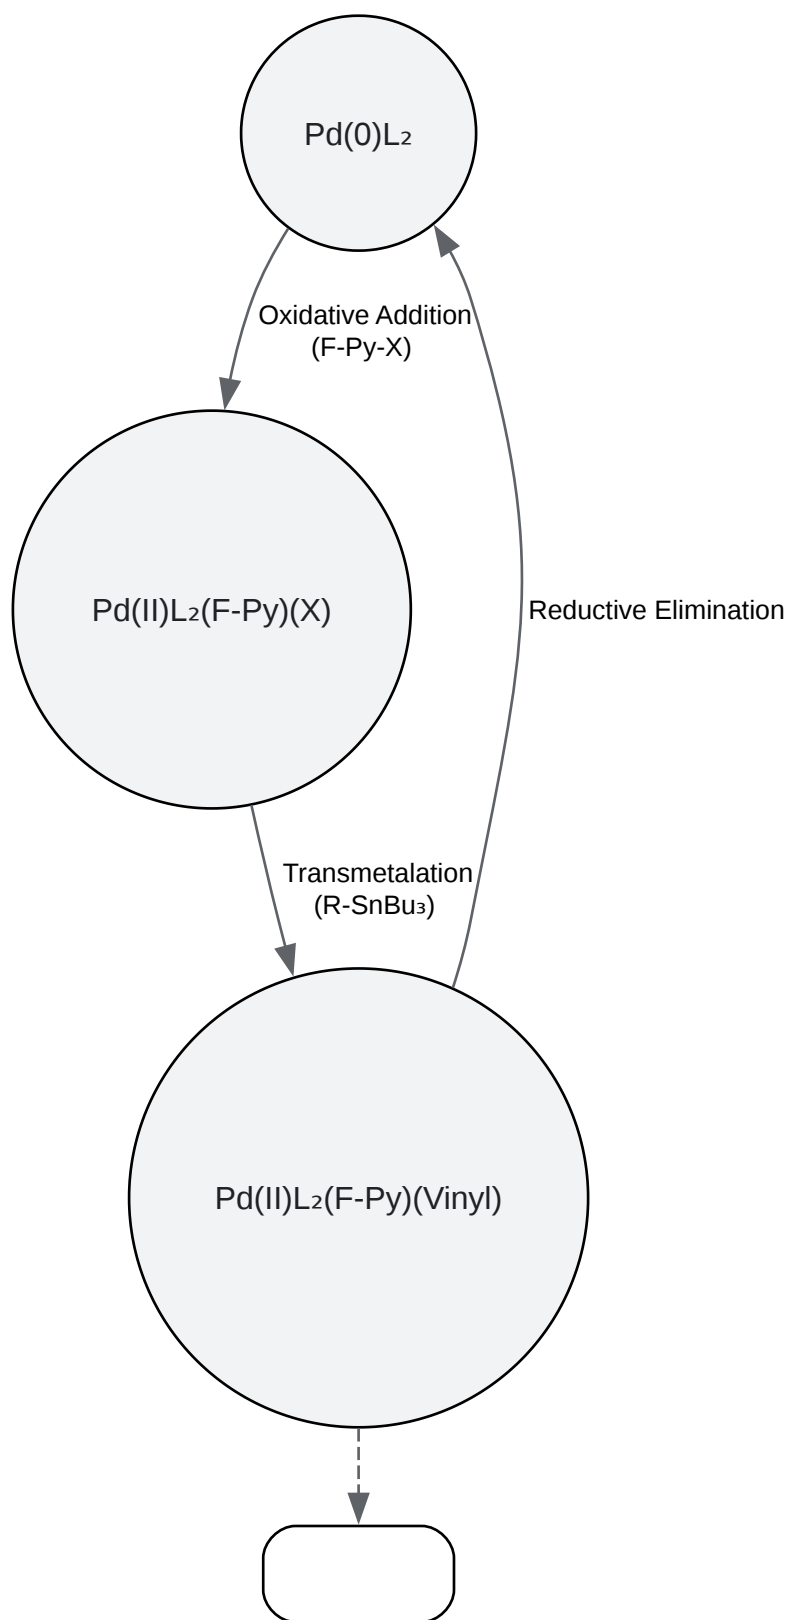 Pd(0)L₂
Oxidative Addition
(F-Py-X)
Pd(II)L₂(F-Py)(X)
Reductive Elimination
Transmetalation
(R-SnBu₃)
Pd(II)L₂(F-Py)(Vinyl)